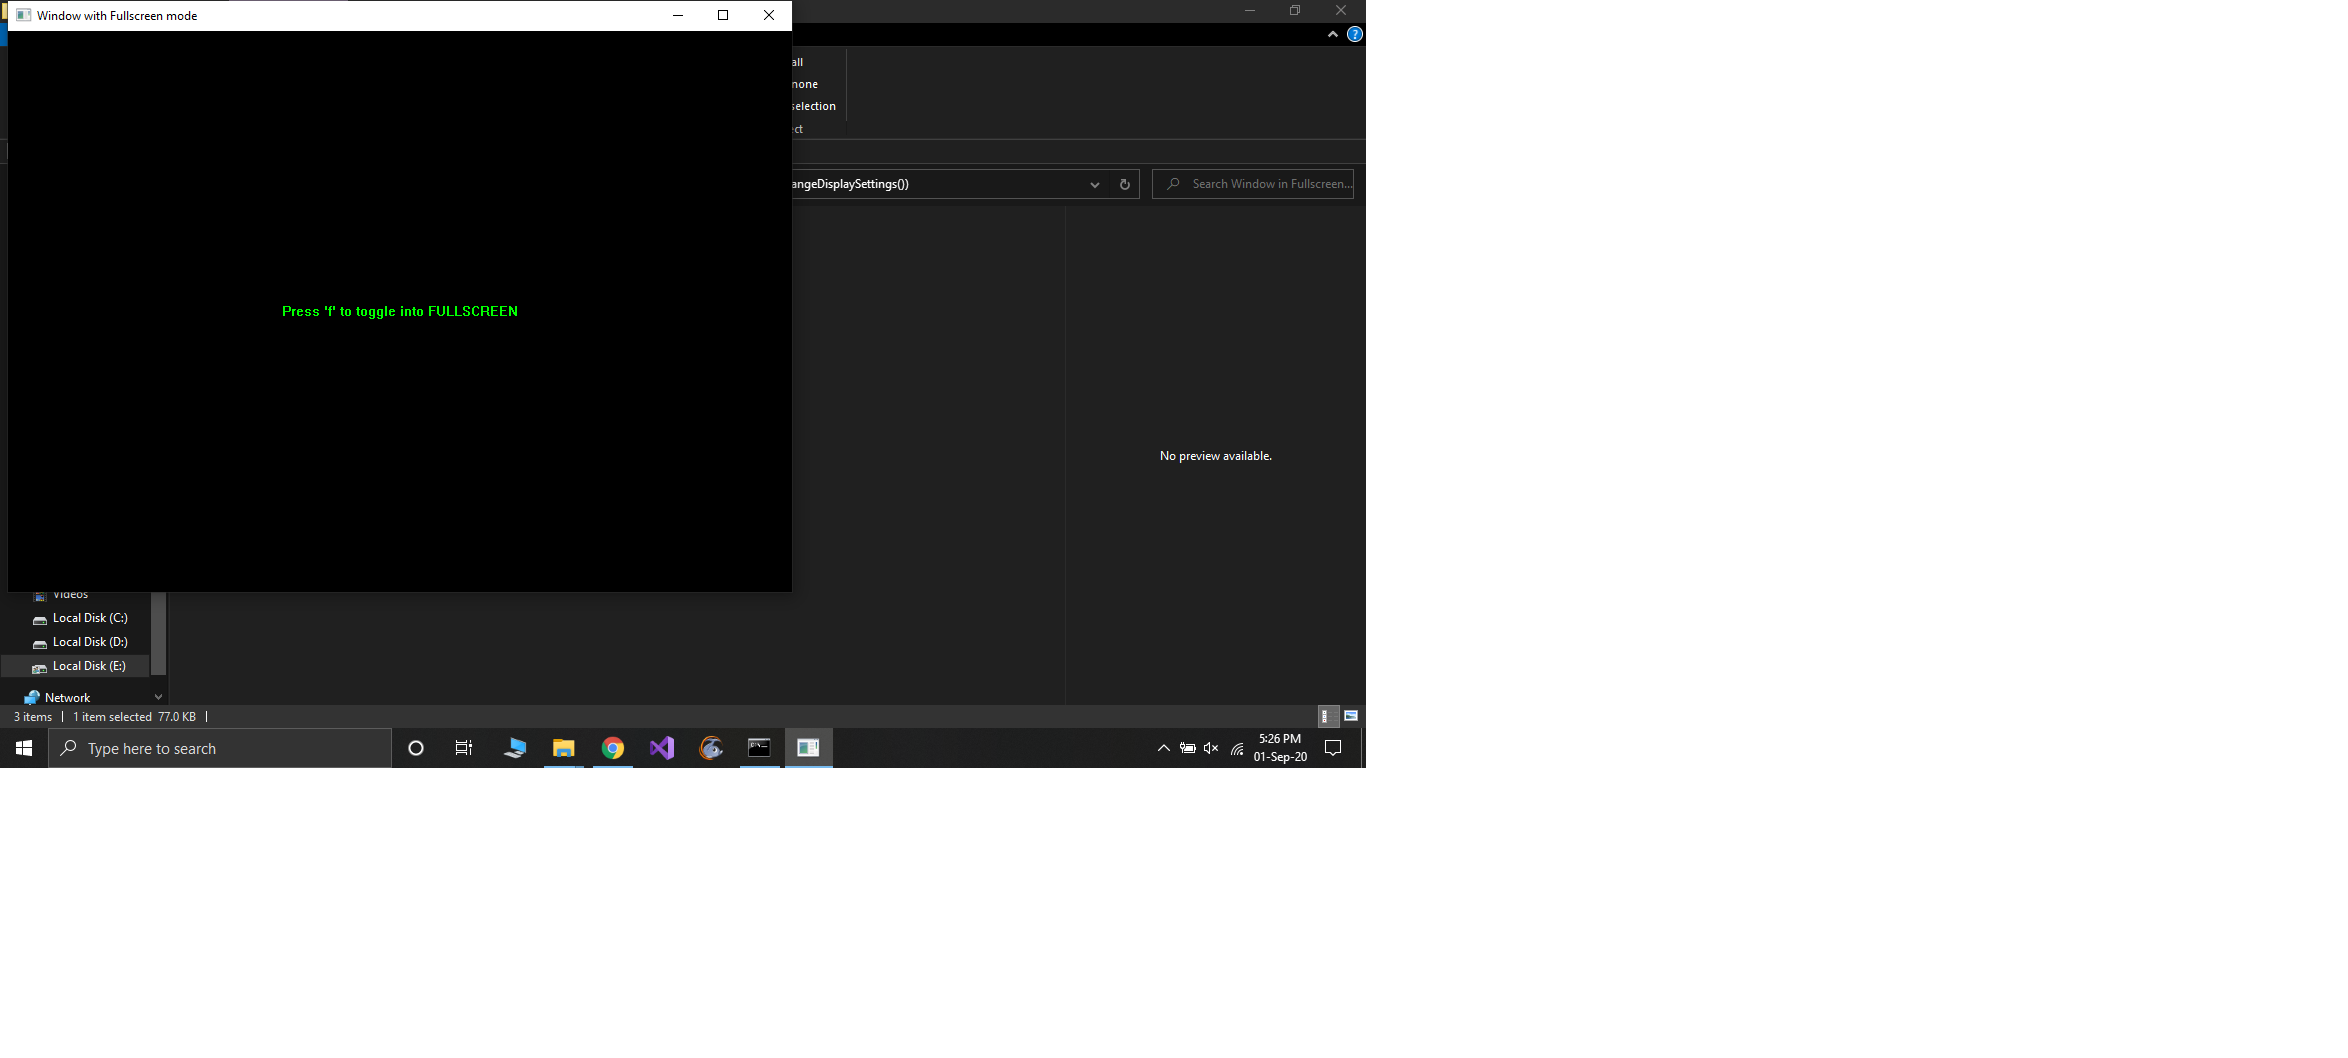 Window with Fullscreen mode
all
none
selection
ect
angeDisplaySettings())
Search Window in Fullscreen...
Press 'f' to toggle into FULLSCREEN
No preview available.
Videos
Local Disk (C:)
Local Disk (D:)
Local Disk (E:)
Network
3 items
1 item selected 77.0 KB
Type here to search
5:26 PM
01-Sep-20